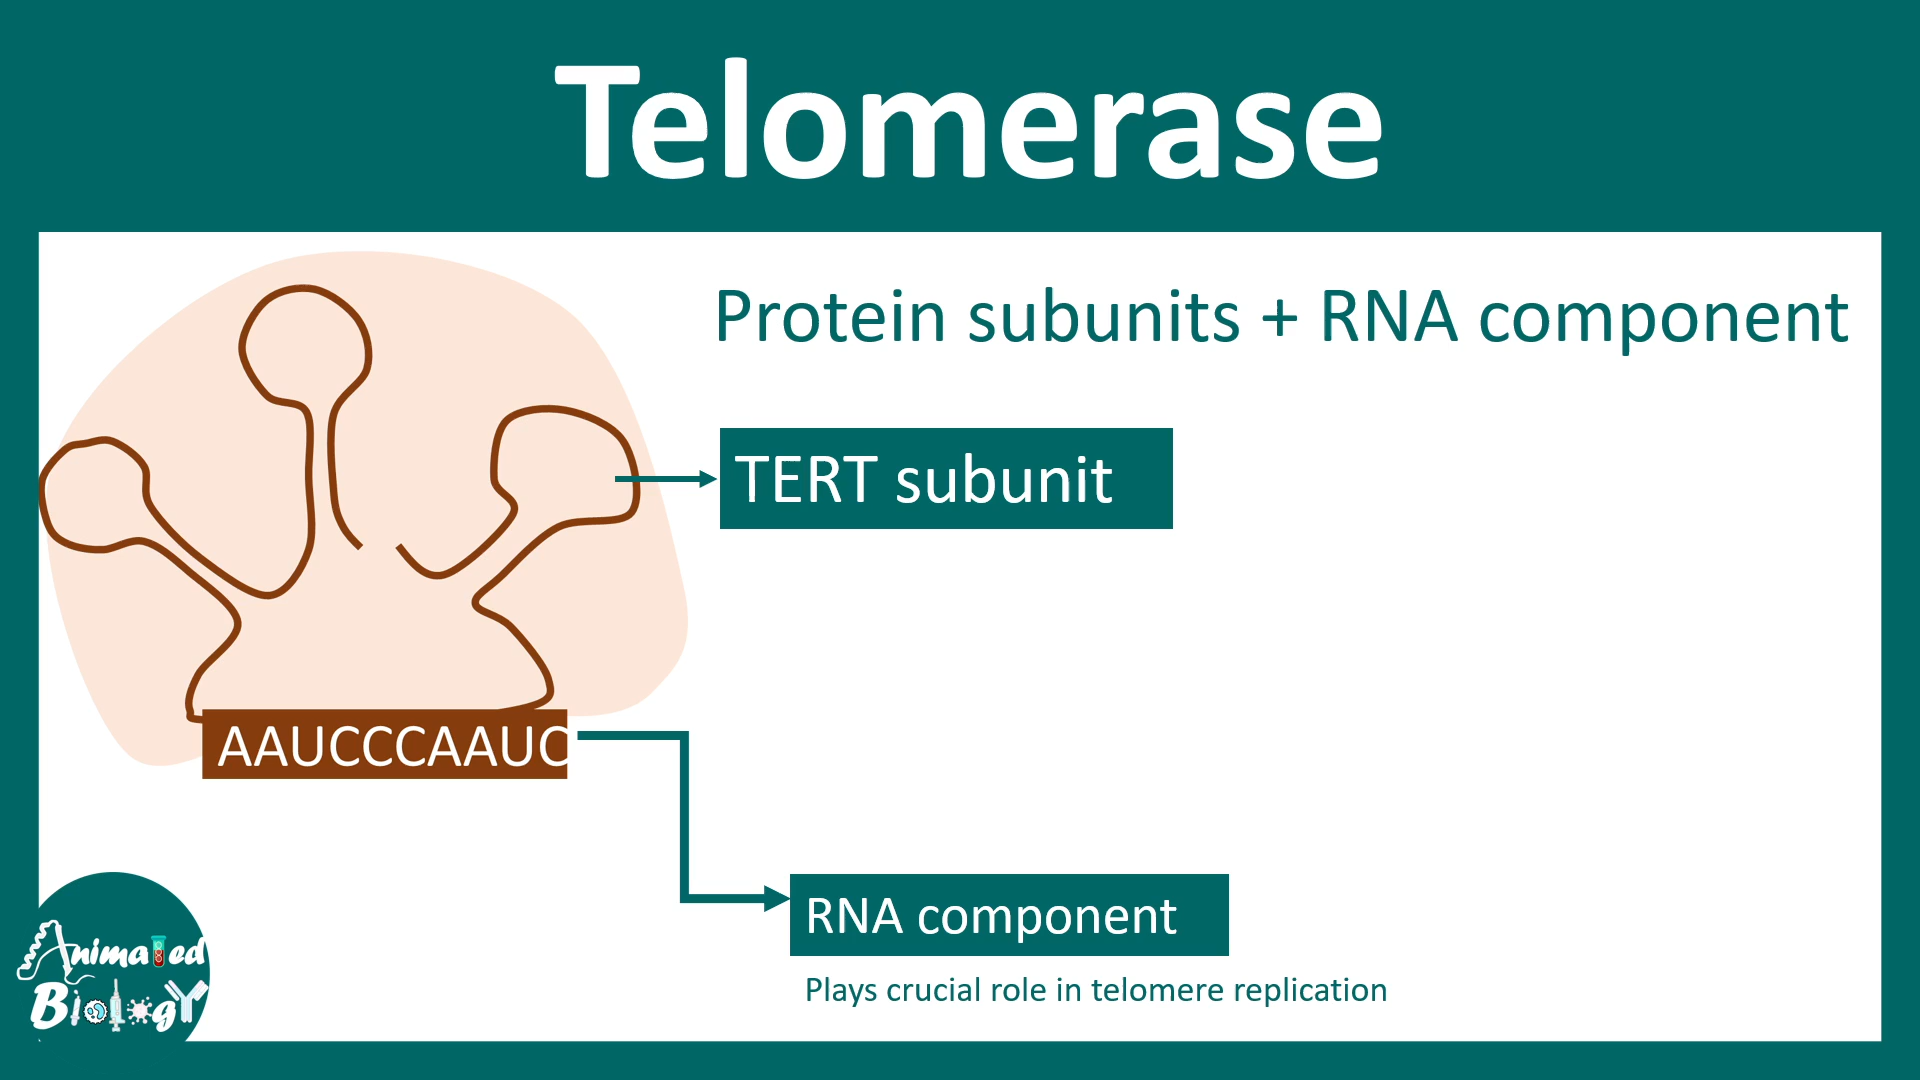 Telomerase
Protein subunits + RNA component
TERT subunit
AAUCCCAAUC
RNA component
Plays crucial role in telomere replication
Animated
Biology